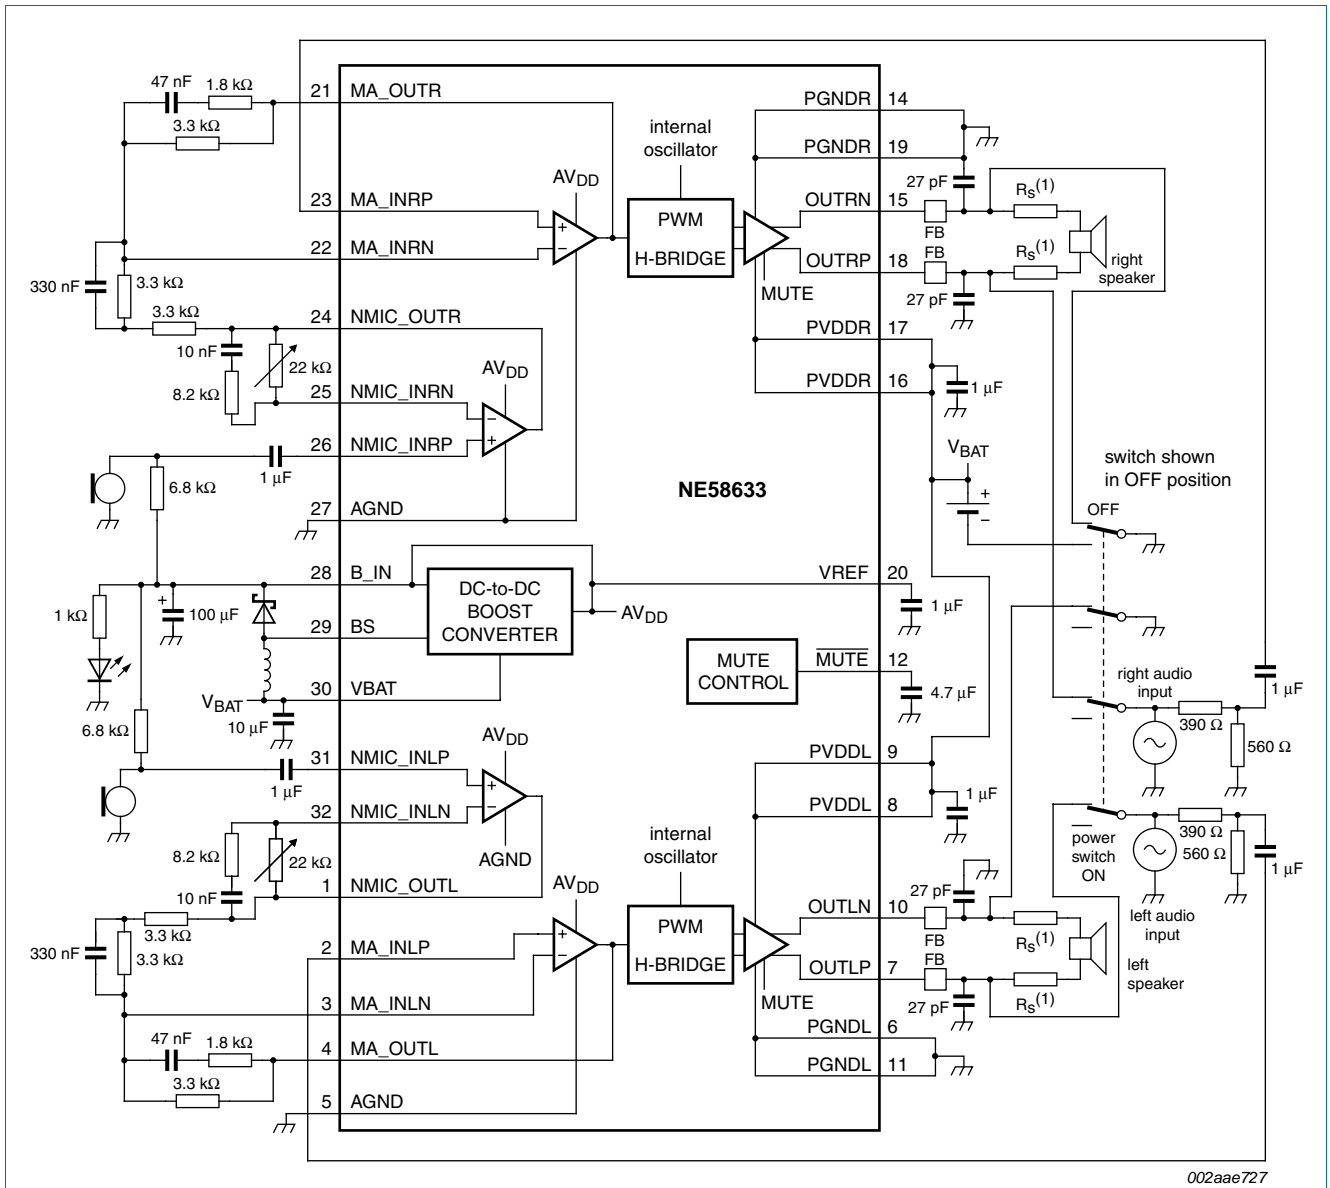 47 nF
1.8 kΩ
3.3 kΩ
21 MA_OUTR
23 MA_INRP
22 MA_INRN
330 nF
3.3 kΩ
3.3 kΩ
24 NMIC_OUTR
10 nF
22 kΩ
8.2 kΩ
25 NMIC_INRN
26 NMIC_INRP
1 μF
6.8 kΩ
27 AGND
AVDD
+
−
AVDD
−
+
internal
oscillator
PWM
H-BRIDGE
MUTE
PGNDR 14
PGNDR 19
27 pF
OUTRN 15
FB
FB
OUTRP 18
27 pF
RS(1)
RS(1)
right
speaker
PVDDR 17
PVDDR 16
1 μF
VBAT
+
−
NE58633
switch shown
in OFF position
OFF
28 B_IN
29 BS
30 VBAT
DC-to-DC
BOOST
CONVERTER
AVDD
VREF 20
1 μF
1 kΩ
+
100 μF
VBAT
10 μF
6.8 kΩ
MUTE
CONTROL
MUTE 12
4.7 μF
right audio
input
390 Ω
560 Ω
1 μF
31 NMIC_INLP
1 μF
32 NMIC_INLN
8.2 kΩ
22 kΩ
10 nF
1 NMIC_OUTL
AVDD
+
−
AGND
PVDDL 9
PVDDL 8
1 μF
power
switch
ON
390 Ω
560 Ω
1 μF
left audio
input
3.3 kΩ
330 nF
3.3 kΩ
2 MA_INLP
3 MA_INLN
47 nF
1.8 kΩ
3.3 kΩ
4 MA_OUTL
5 AGND
AVDD
+
−
internal
oscillator
PWM
H-BRIDGE
MUTE
27 pF
OUTLN 10
FB
FB
OUTLP 7
27 pF
RS(1)
RS(1)
left
speaker
PGNDL 6
PGNDL 11
002aae727